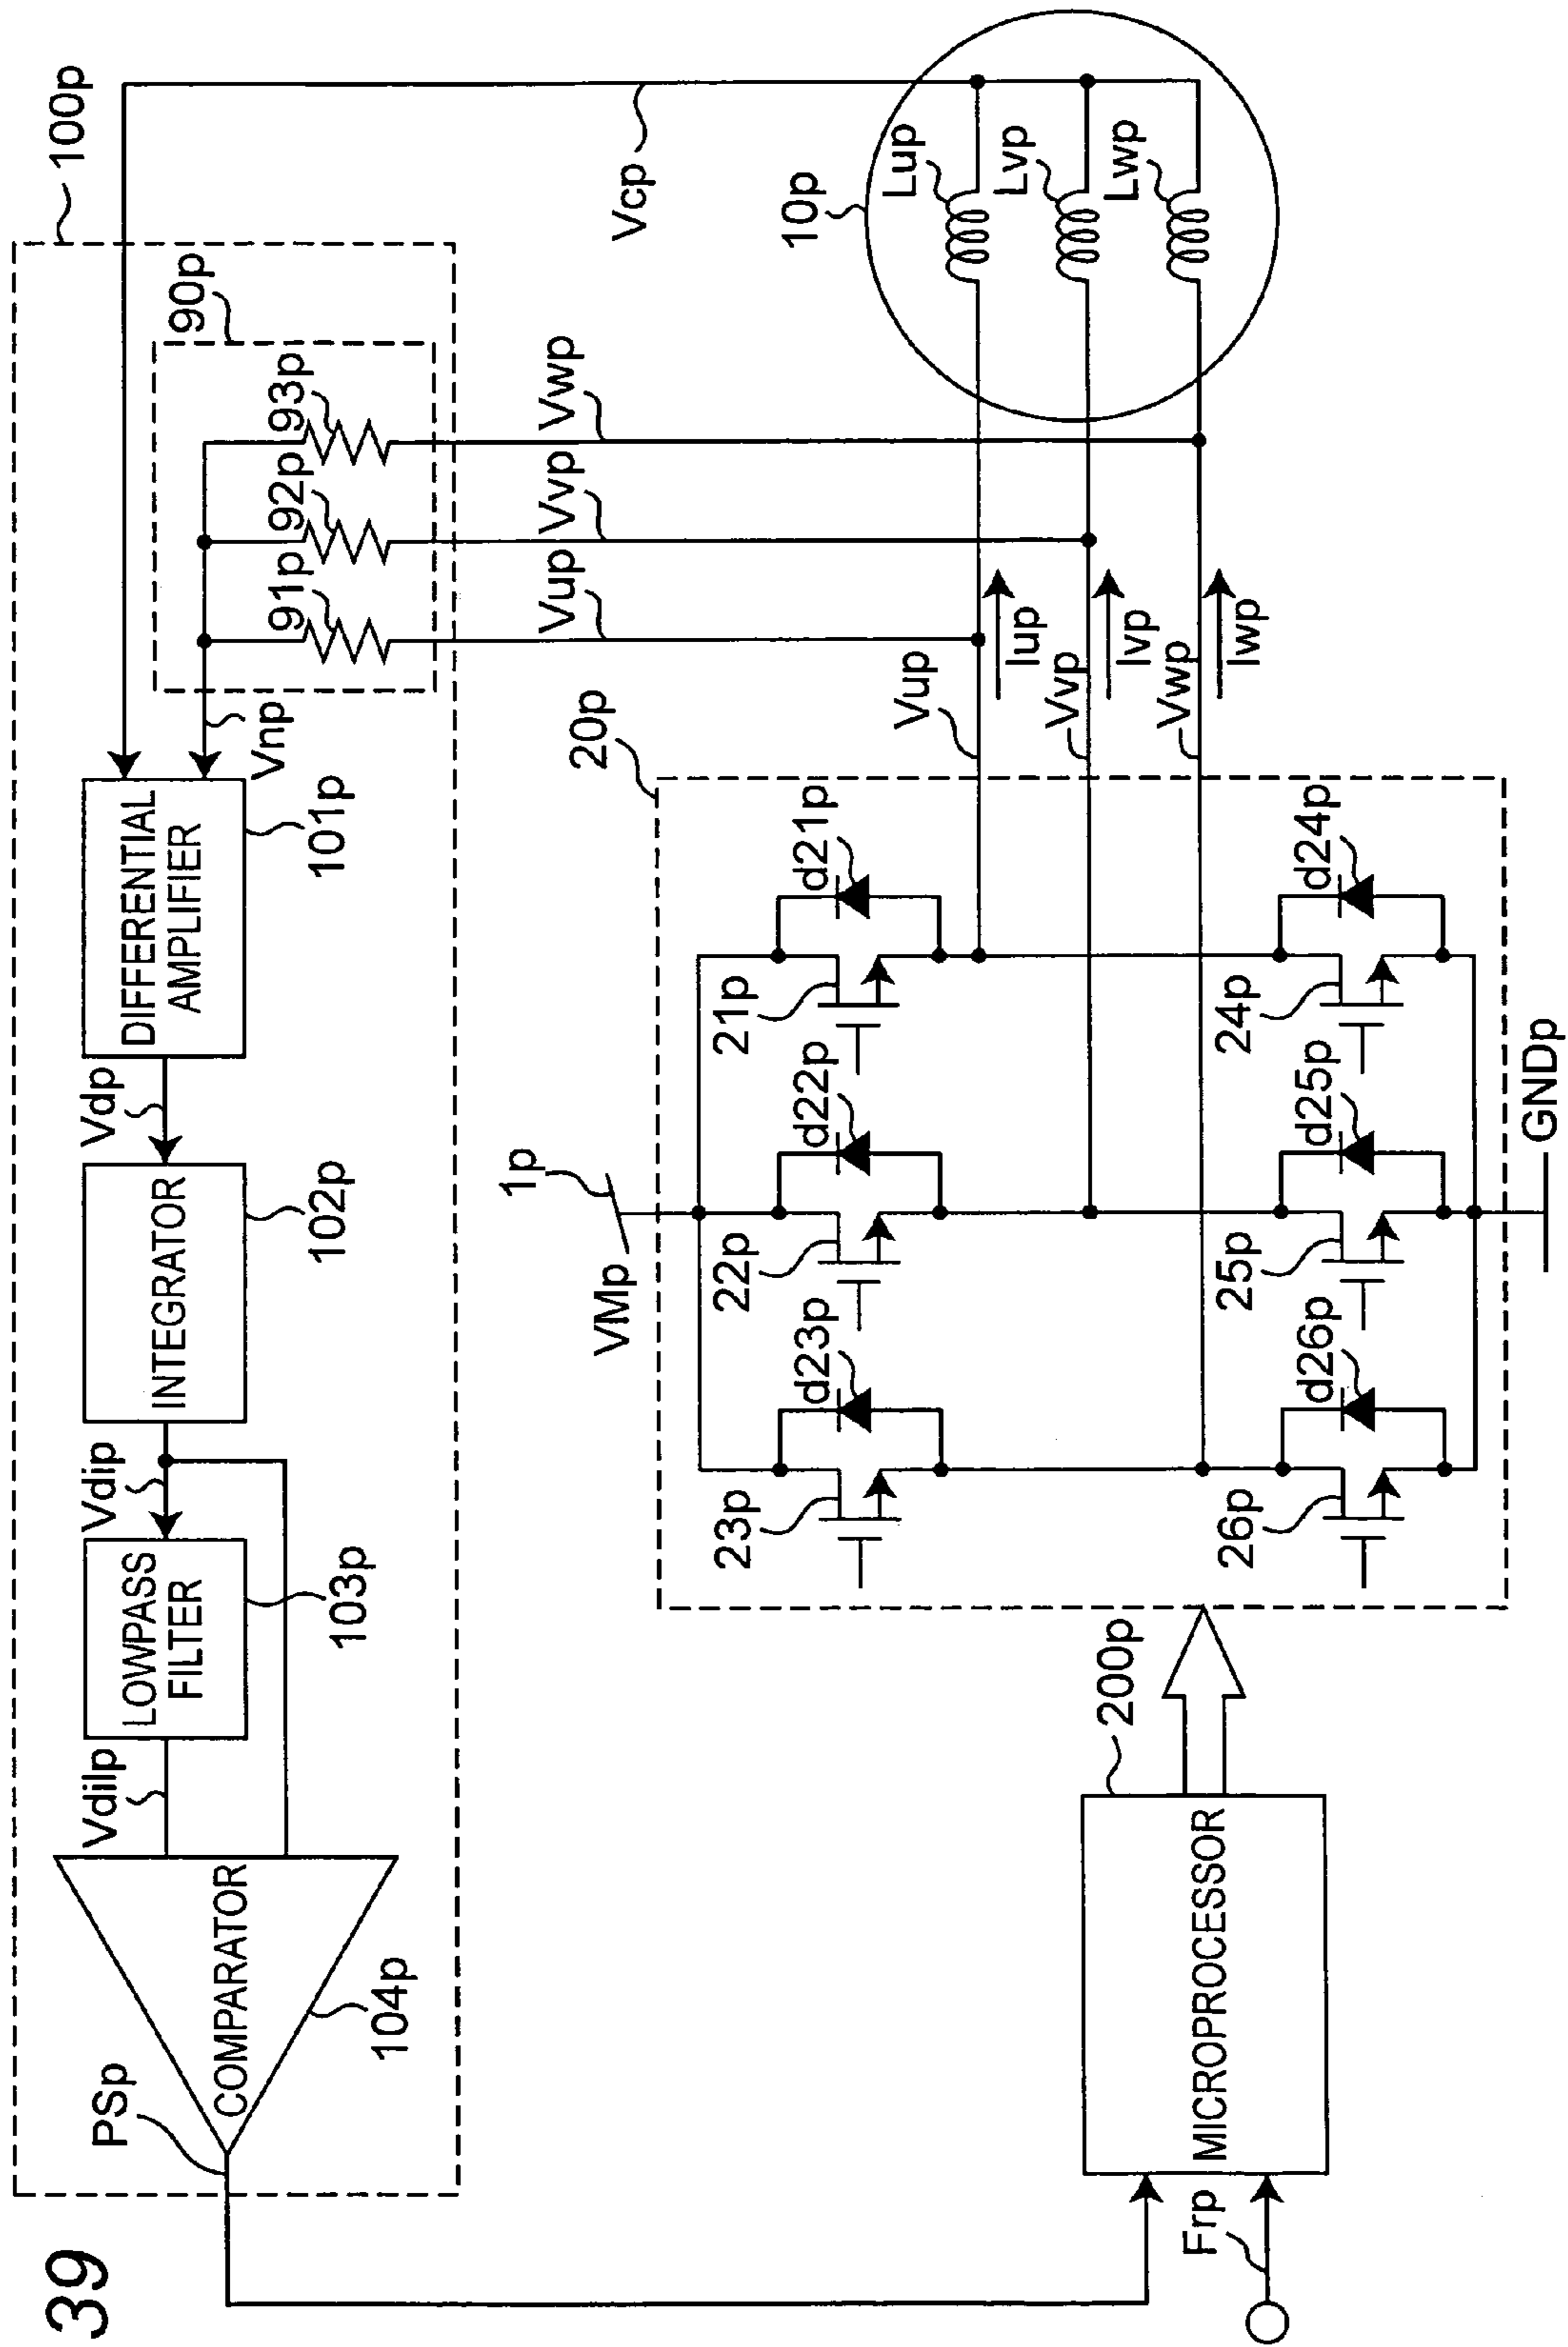 39
PSp
COMPARATOR
104p
Vdilp
LOWPASS
FILTER
103p
Vdip
INTEGRATOR
102p
Vdp
DIFFERENTIAL
AMPLIFIER
101p
Vnp
90p
91p
92p
93p
100p
Vup
Vvp
Vwp
Vcp
10p
Lup
Lvp
Lwp
Frp
MICROPROCESSOR
200p
20p
VMp
1p
23p
d23p
22p
d22p
21p
d21p
26p
d26p
25p
d25p
24p
d24p
GNDp
Vup
Vvp
Vwp
Iup
Ivp
Iwp